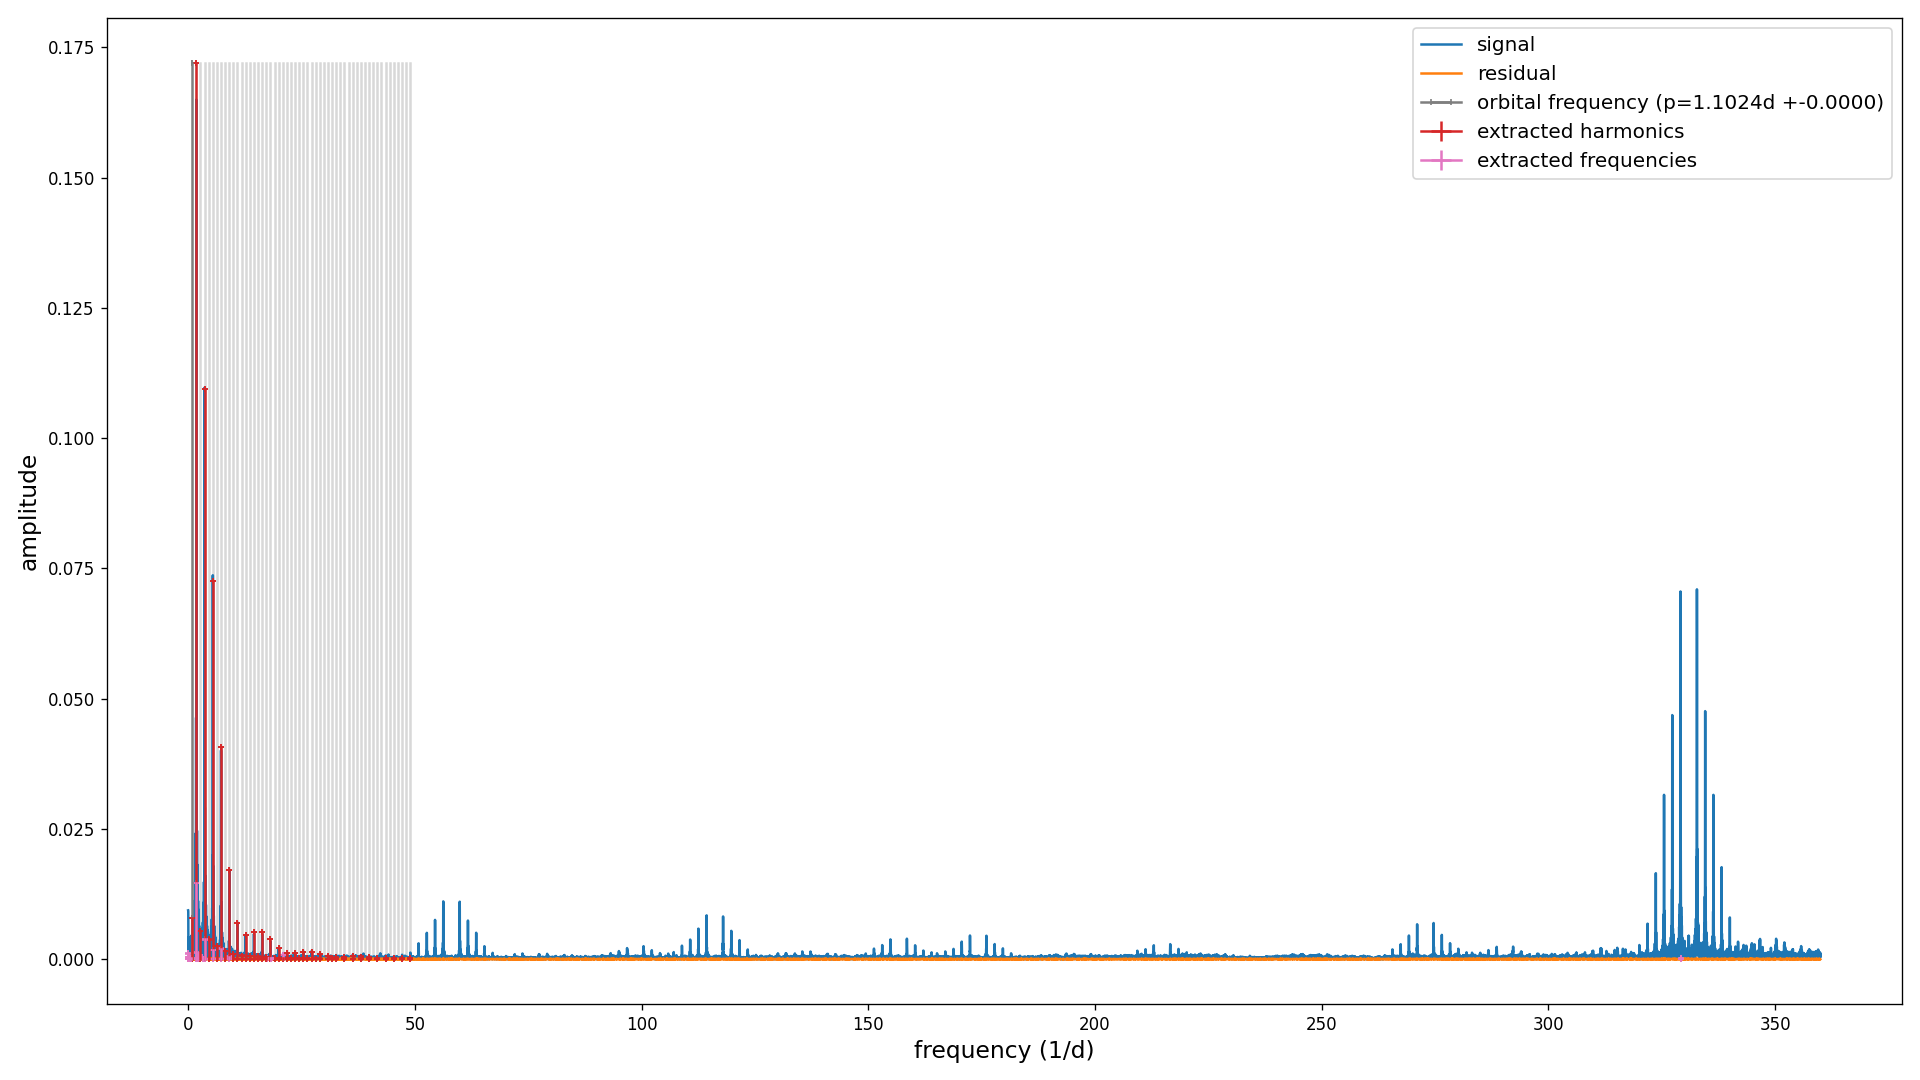 signal
residual
orbital frequency (p=1.1024d +-0.0000)
extracted harmonics
extracted frequencies
0.175
0.150
0.125
0.100
0.075
0.050
0.025
0.000
amplitude
0 50 100 150 200 250 300 350
frequency (1/d)